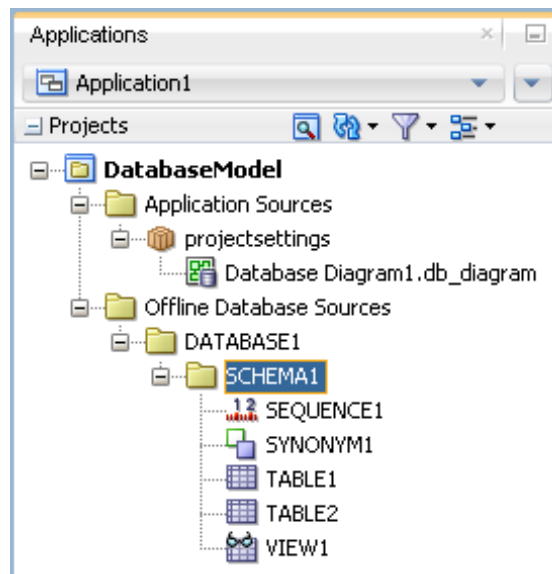 Applications
Application1
Projects
DatabaseModel
Application Sources
projectsettings
Database Diagram1.db_diagram
Offline Database Sources
DATABASE1
SCHEMA1
SEQUENCE1
SYNONYM1
TABLE1
TABLE2
VIEW1